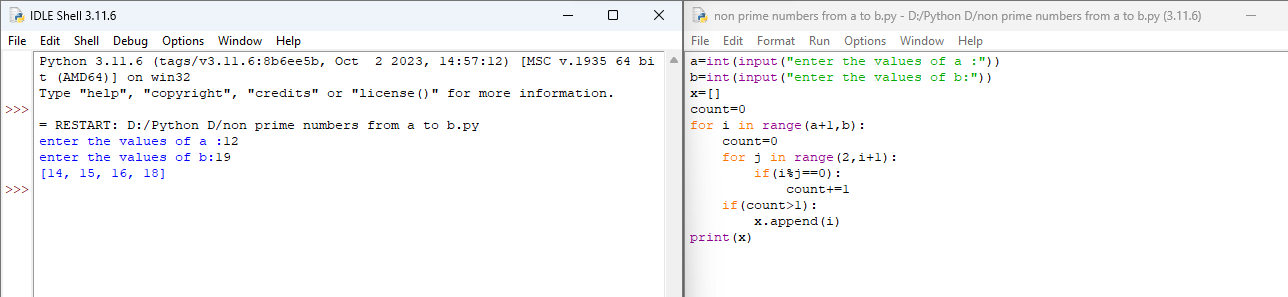 IDLE Shell 3.11.6
File Edit Shell Debug Options Window Help
Python 3.11.6 (tags/v3.11.6:8b6ee5b, Oct  2 2023, 14:57:12) [MSC v.1935 64 bi
t (AMD64)] on win32
Type "help", "copyright", "credits" or "license()" for more information.
>>>
= RESTART: D:/Python D/non prime numbers from a to b.py
enter the values of a :12
enter the values of b:19
[14, 15, 16, 18]
>>>
non prime numbers from a to b.py - D:/Python D/non prime numbers from a to b.py (3.11.6)
File Edit Format Run Options Window Help
a=int(input("enter the values of a :"))
b=int(input("enter the values of b:"))
x=[]
count=0
for i in range(a+1,b):
    count=0
    for j in range(2,i+1):
        if(i%j==0):
            count+=1
    if(count>1):
        x.append(i)
print(x)